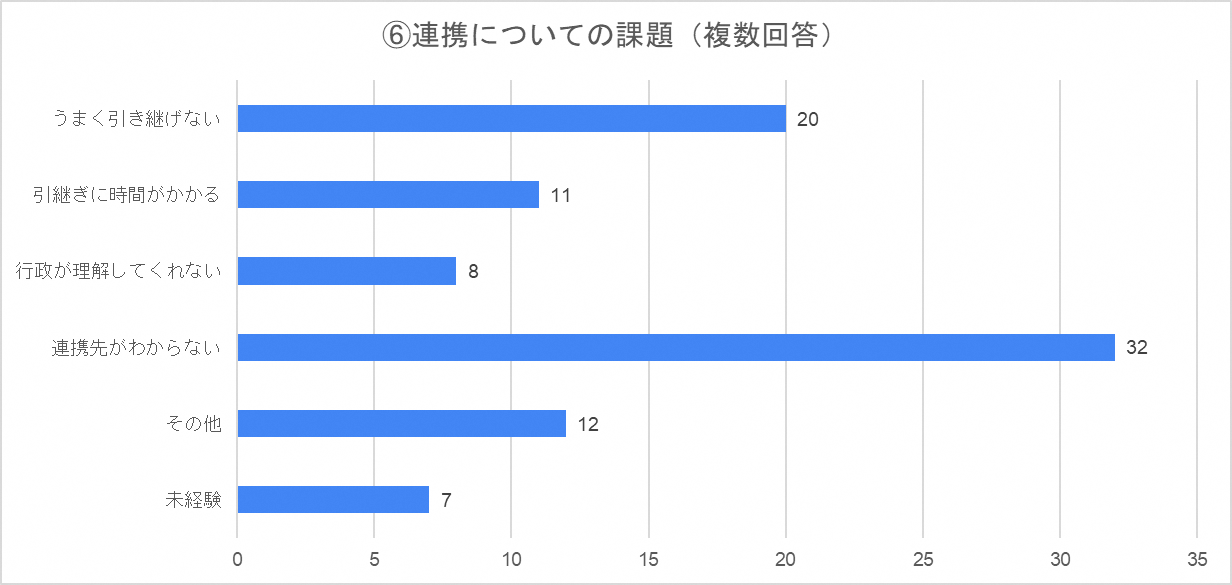 ⑥連携についての課題（複数回答）
うまく引き継げない 20
引継ぎに時間がかかる 11
行政が理解してくれない 8
連携先がわからない 32
その他 12
未経験 7
0 5 10 15 20 25 30 35